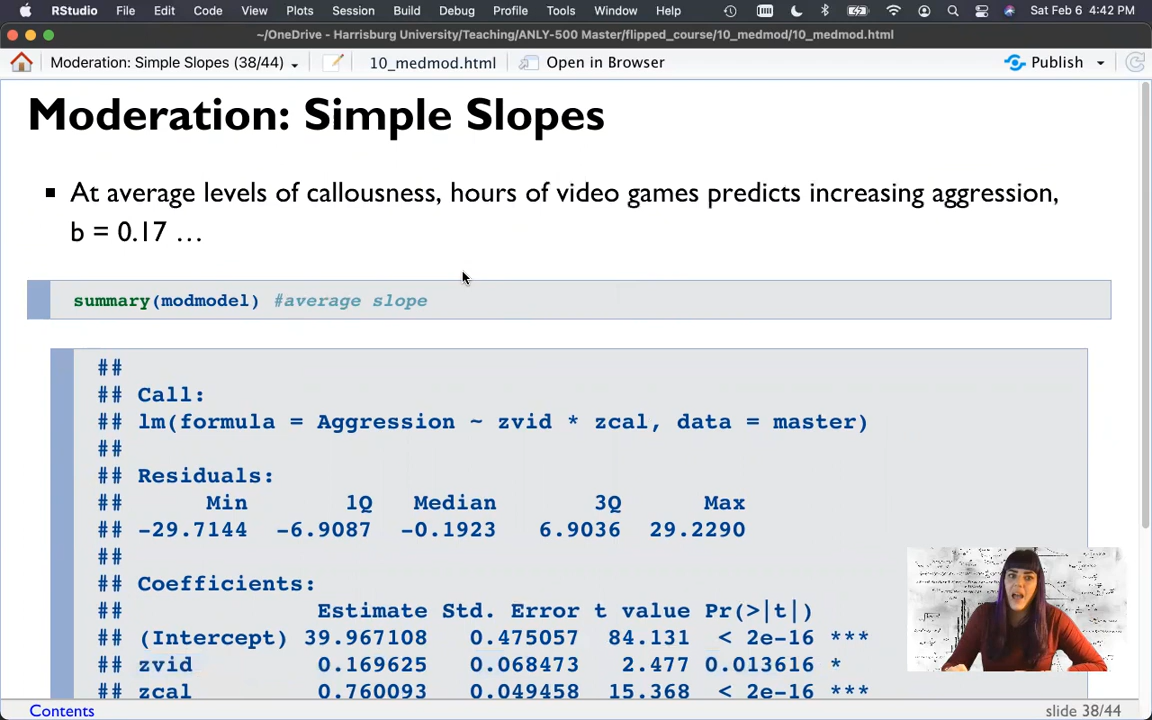 RStudio File Edit Code View Plots Session Build Debug Profile Tools Window Help Sat Feb 6 4:42 PM
~/OneDrive - Harrisburg University/Teaching/ANLY-500 Master/flipped_course/10_medmod/10_medmod.html
Moderation: Simple Slopes (38/44) 10_medmod.html Open in Browser Publish
Moderation: Simple Slopes
▪ At average levels of callousness, hours of video games predicts increasing aggression,
b = 0.17 …
summary(modmodel) #average slope
##
## Call:
## lm(formula = Aggression ~ zvid * zcal, data = master)
##
## Residuals:
## Min 1Q Median 3Q Max
## -29.7144 -6.9087 -0.1923 6.9036 29.2290
##
## Coefficients:
## Estimate Std. Error t value Pr(>|t|)
## (Intercept) 39.967108 0.475057 84.131 < 2e-16 ***
## zvid 0.169625 0.068473 2.477 0.013616 *
## zcal 0.760093 0.049458 15.368 < 2e-16 ***
Contents slide 38/44